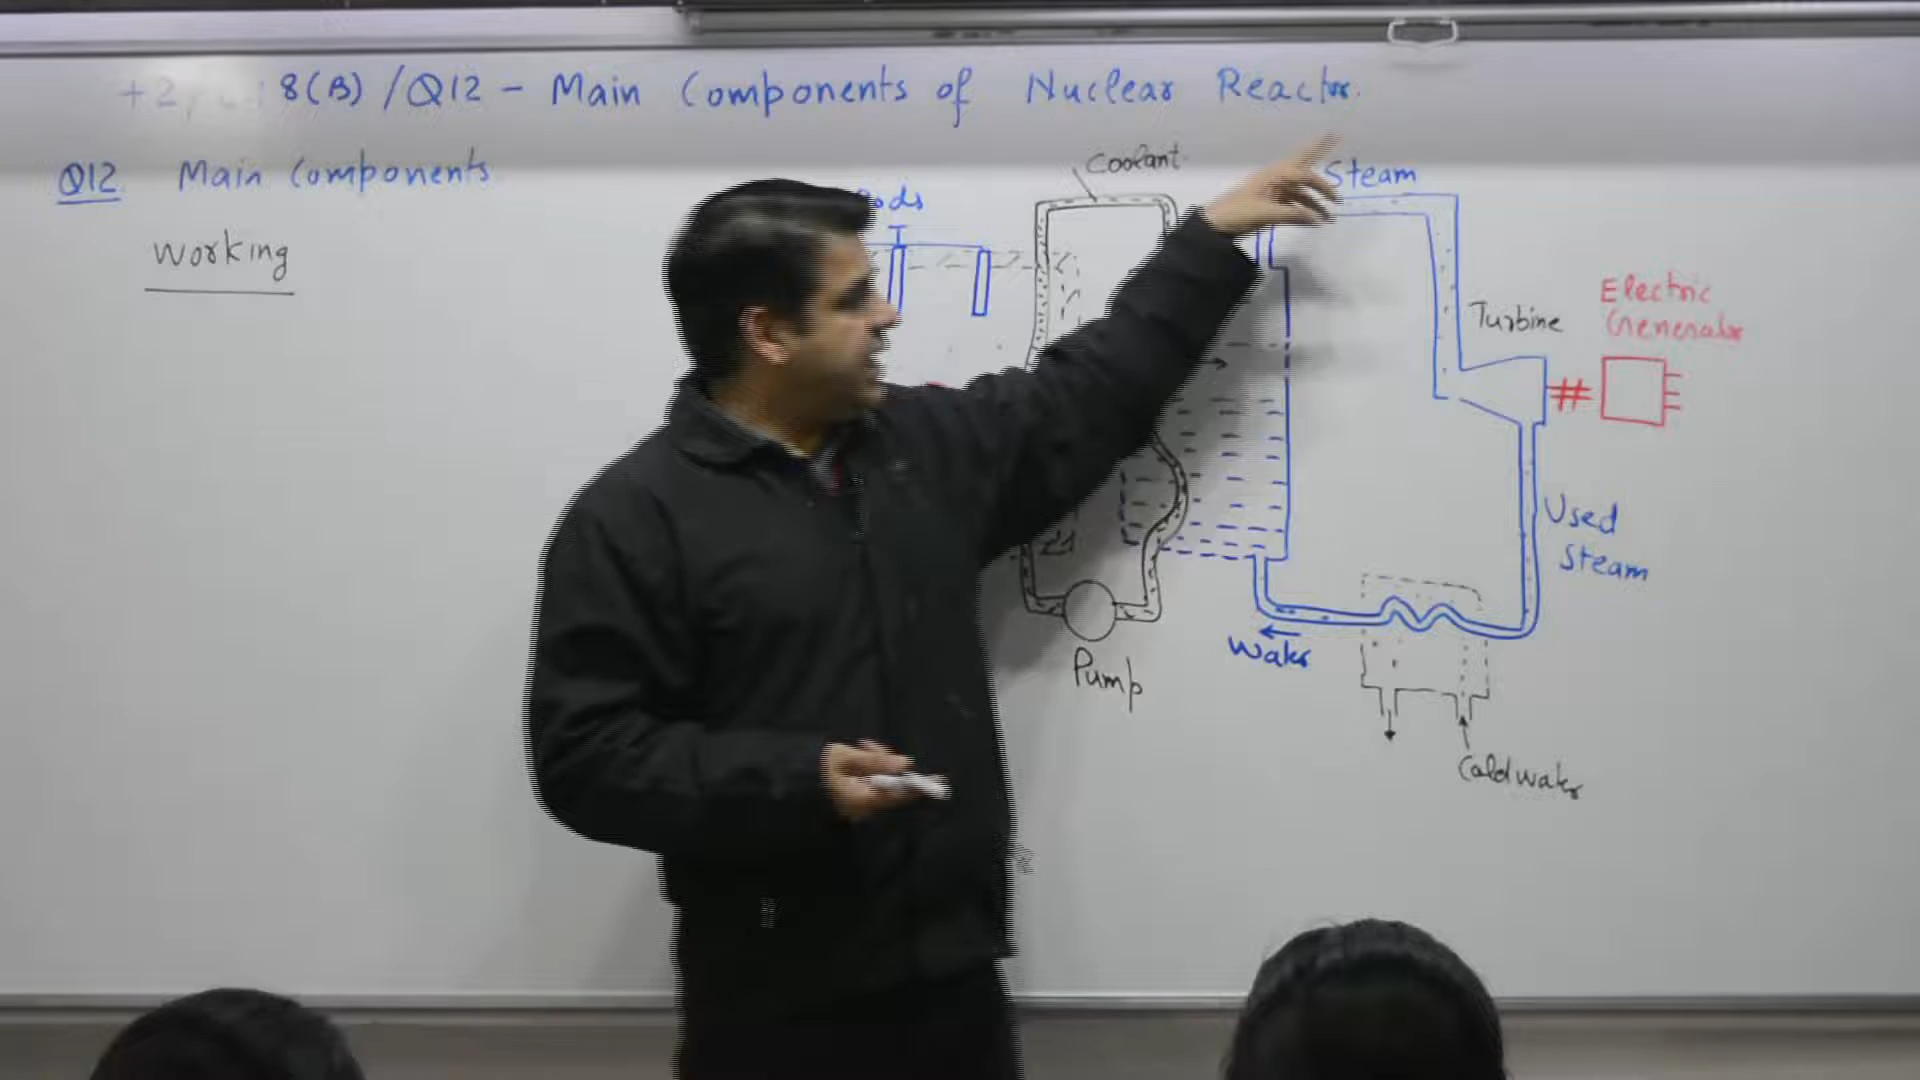 +2, 8(B) / Q12 - Main Components of Nuclear Reactor.
Q12 Main Components
Working
Coolant
Steam
Turbine
Electric
Generator
Used
Steam
Water
Pump
Cold water